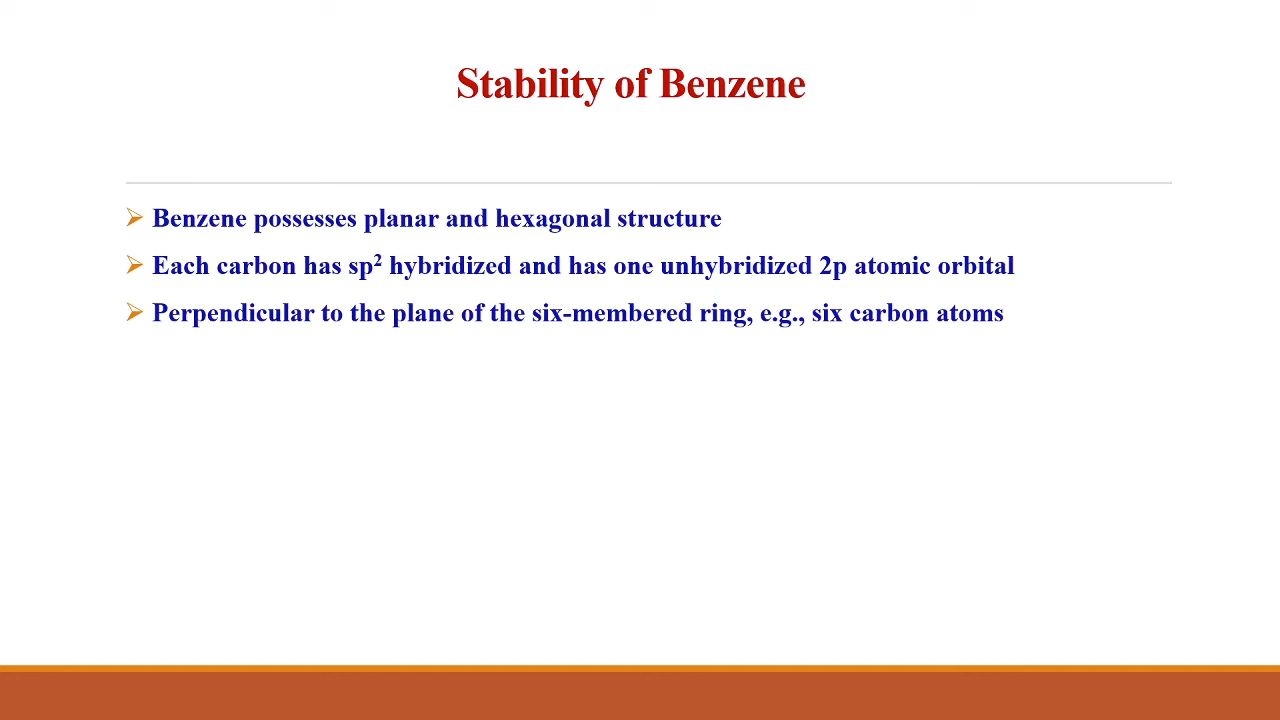 Stability of Benzene
➢ Benzene possesses planar and hexagonal structure
➢ Each carbon has sp² hybridized and has one unhybridized 2p atomic orbital
➢ Perpendicular to the plane of the six-membered ring, e.g., six carbon atoms